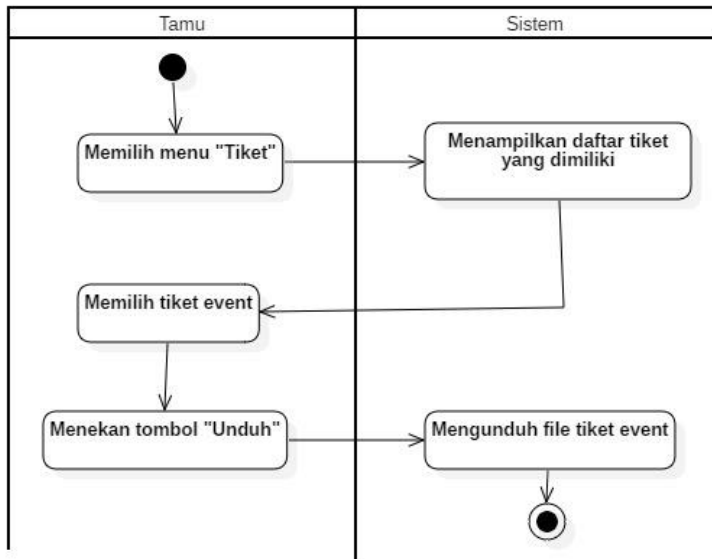 Tamu
Sistem
Memilih menu "Tiket"
Menampilkan daftar tiket
yang dimiliki
Memilih tiket event
Menekan tombol "Unduh"
Mengunduh file tiket event